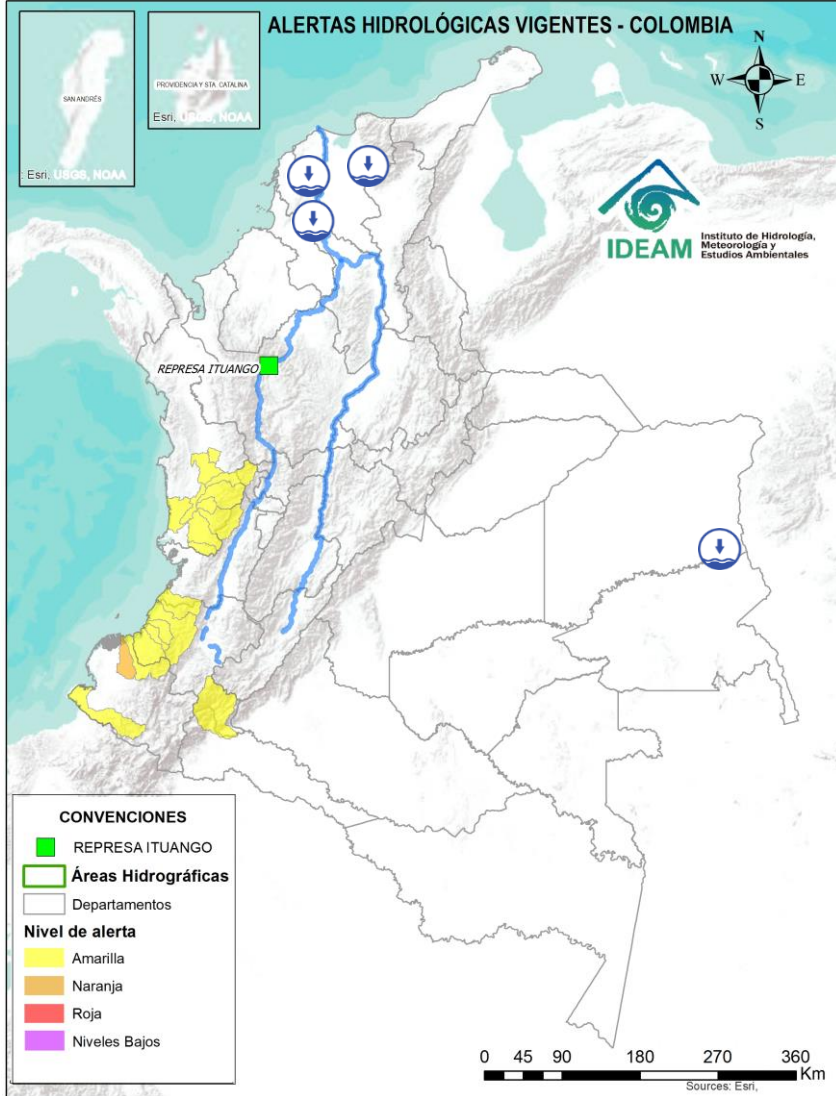 ALERTAS HIDROLÓGICAS VIGENTES - COLOMBIA
SAN ANDRÉS
: Esri, USGS, NOAA
PROVIDENCIA Y STA. CATALINA
Esri, USGS, NOAA
N
W
E
S
IDEAM
Instituto de Hidrología,
Meteorología y
Estudios Ambientales
REPRESA ITUANGO
CONVENCIONES
REPRESA ITUANGO
Áreas Hidrográficas
Departamentos
Nivel de alerta
Amarilla
Naranja
Roja
Niveles Bajos
0 45 90 180 270 360
Km
Sources: Esri,